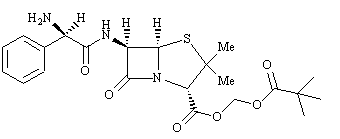 H₂N H H H
H
N S Me
Me
O N
O
O O O
O O